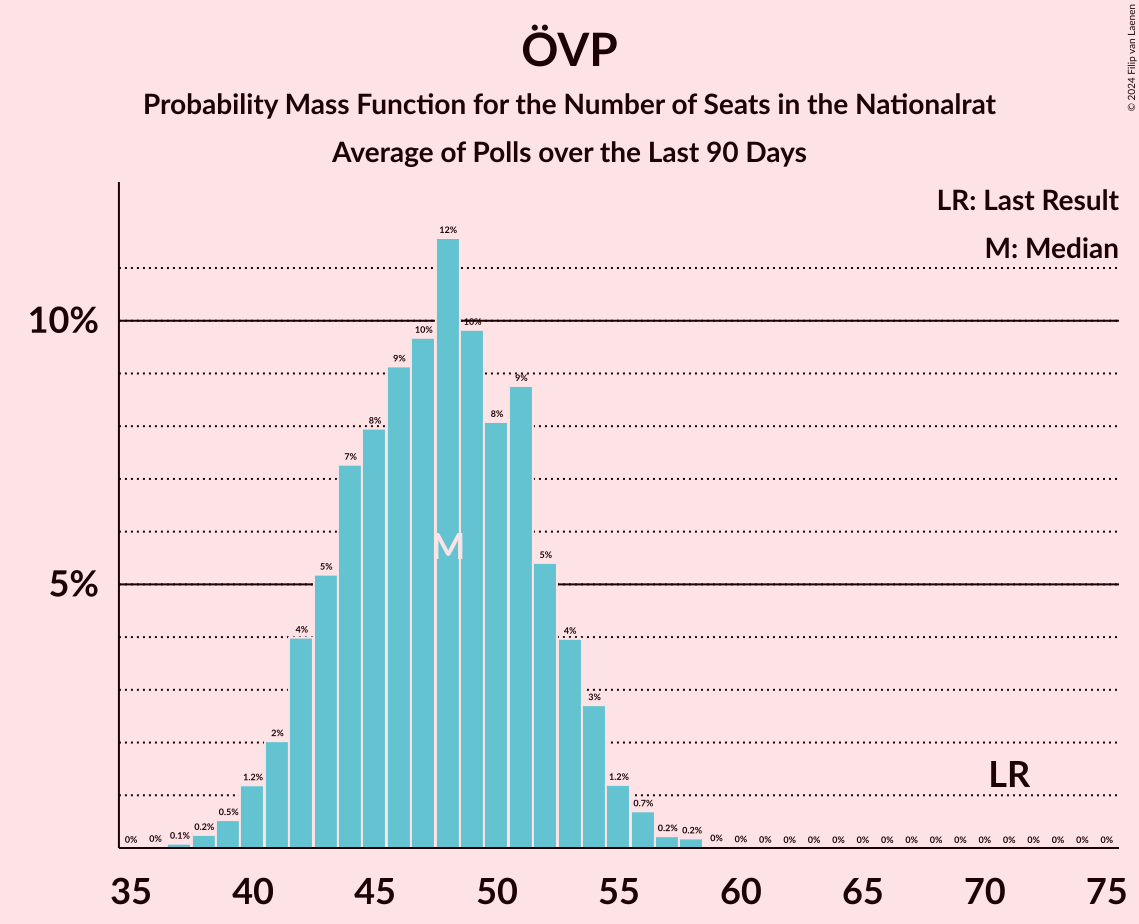 ÖVP
Probability Mass Function for the Number of Seats in the Nationalrat
Average of Polls over the Last 90 Days
© 2024 Filip van Laenen
LR: Last Result
M: Median
10%
5%
0% 0% 0.1% 0.2% 0.5% 1.2% 2% 4% 5% 7% 8% 9% 10% 12% 10% 8% 9% 5% 4% 3% 1.2% 0.7% 0.2% 0.2% 0% 0% 0% 0% 0% 0% 0% 0% 0% 0% 0% 0% 0% 0% 0% 0% 0%
M
LR
35 40 45 50 55 60 65 70 75